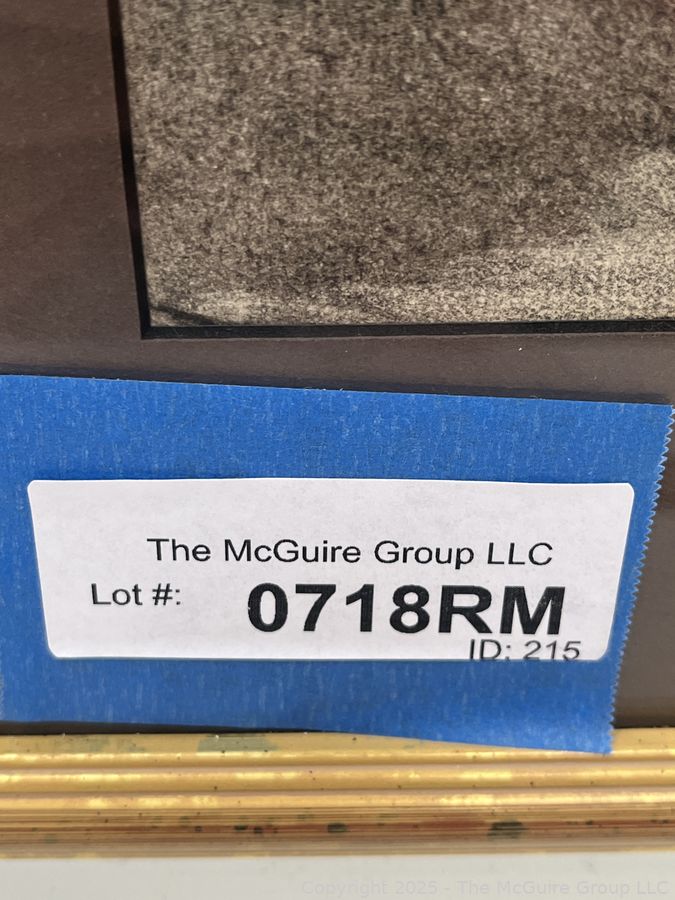 The McGuire Group LLC
Lot #: 0718RM
ID: 215
Copyright 2025 - The McGuire Group LLC